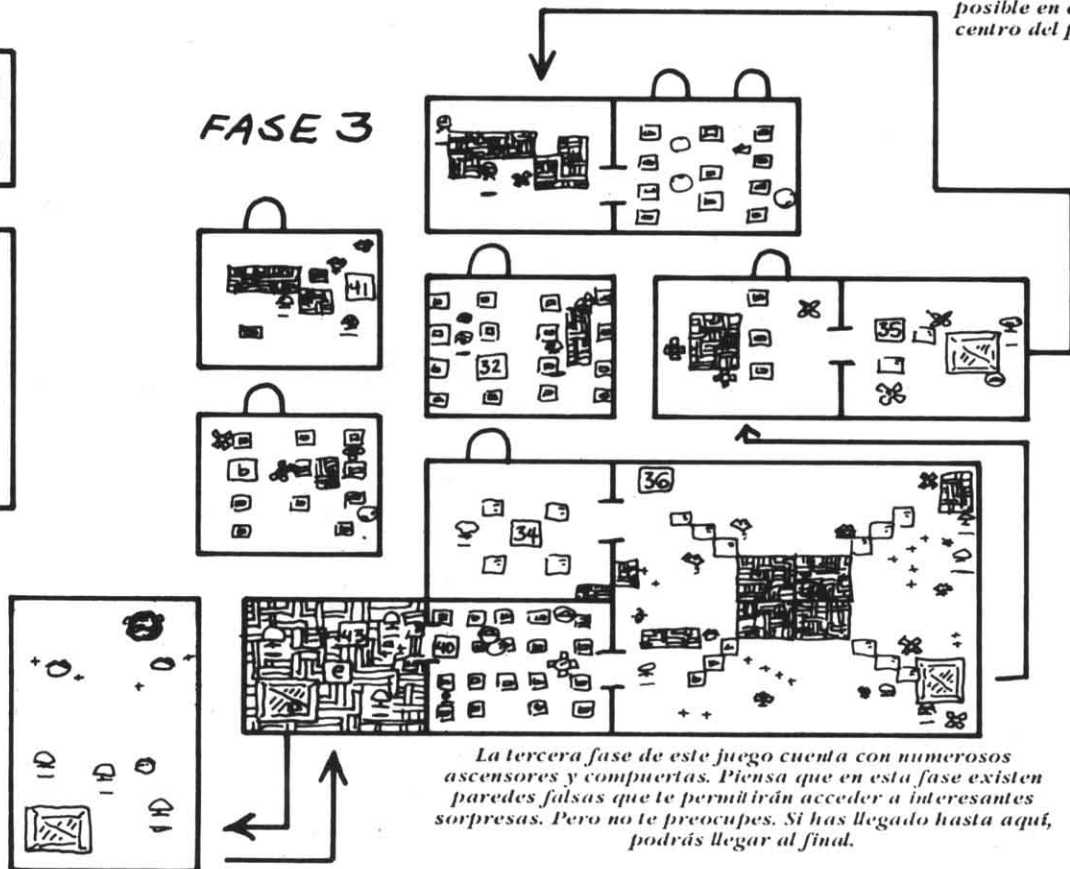 posible en
centro del
FASE 3
41
32
35
b
36
34
43
40
e
La tercera fase de este juego cuenta con numerosos
ascensores y compuertas. Piensa que en esta fase existen
paredes falsas que te permitirán acceder a interesantes
sorpresas. Pero no te preocupes. Si has llegado hasta aquí,
podrás llegar al final.